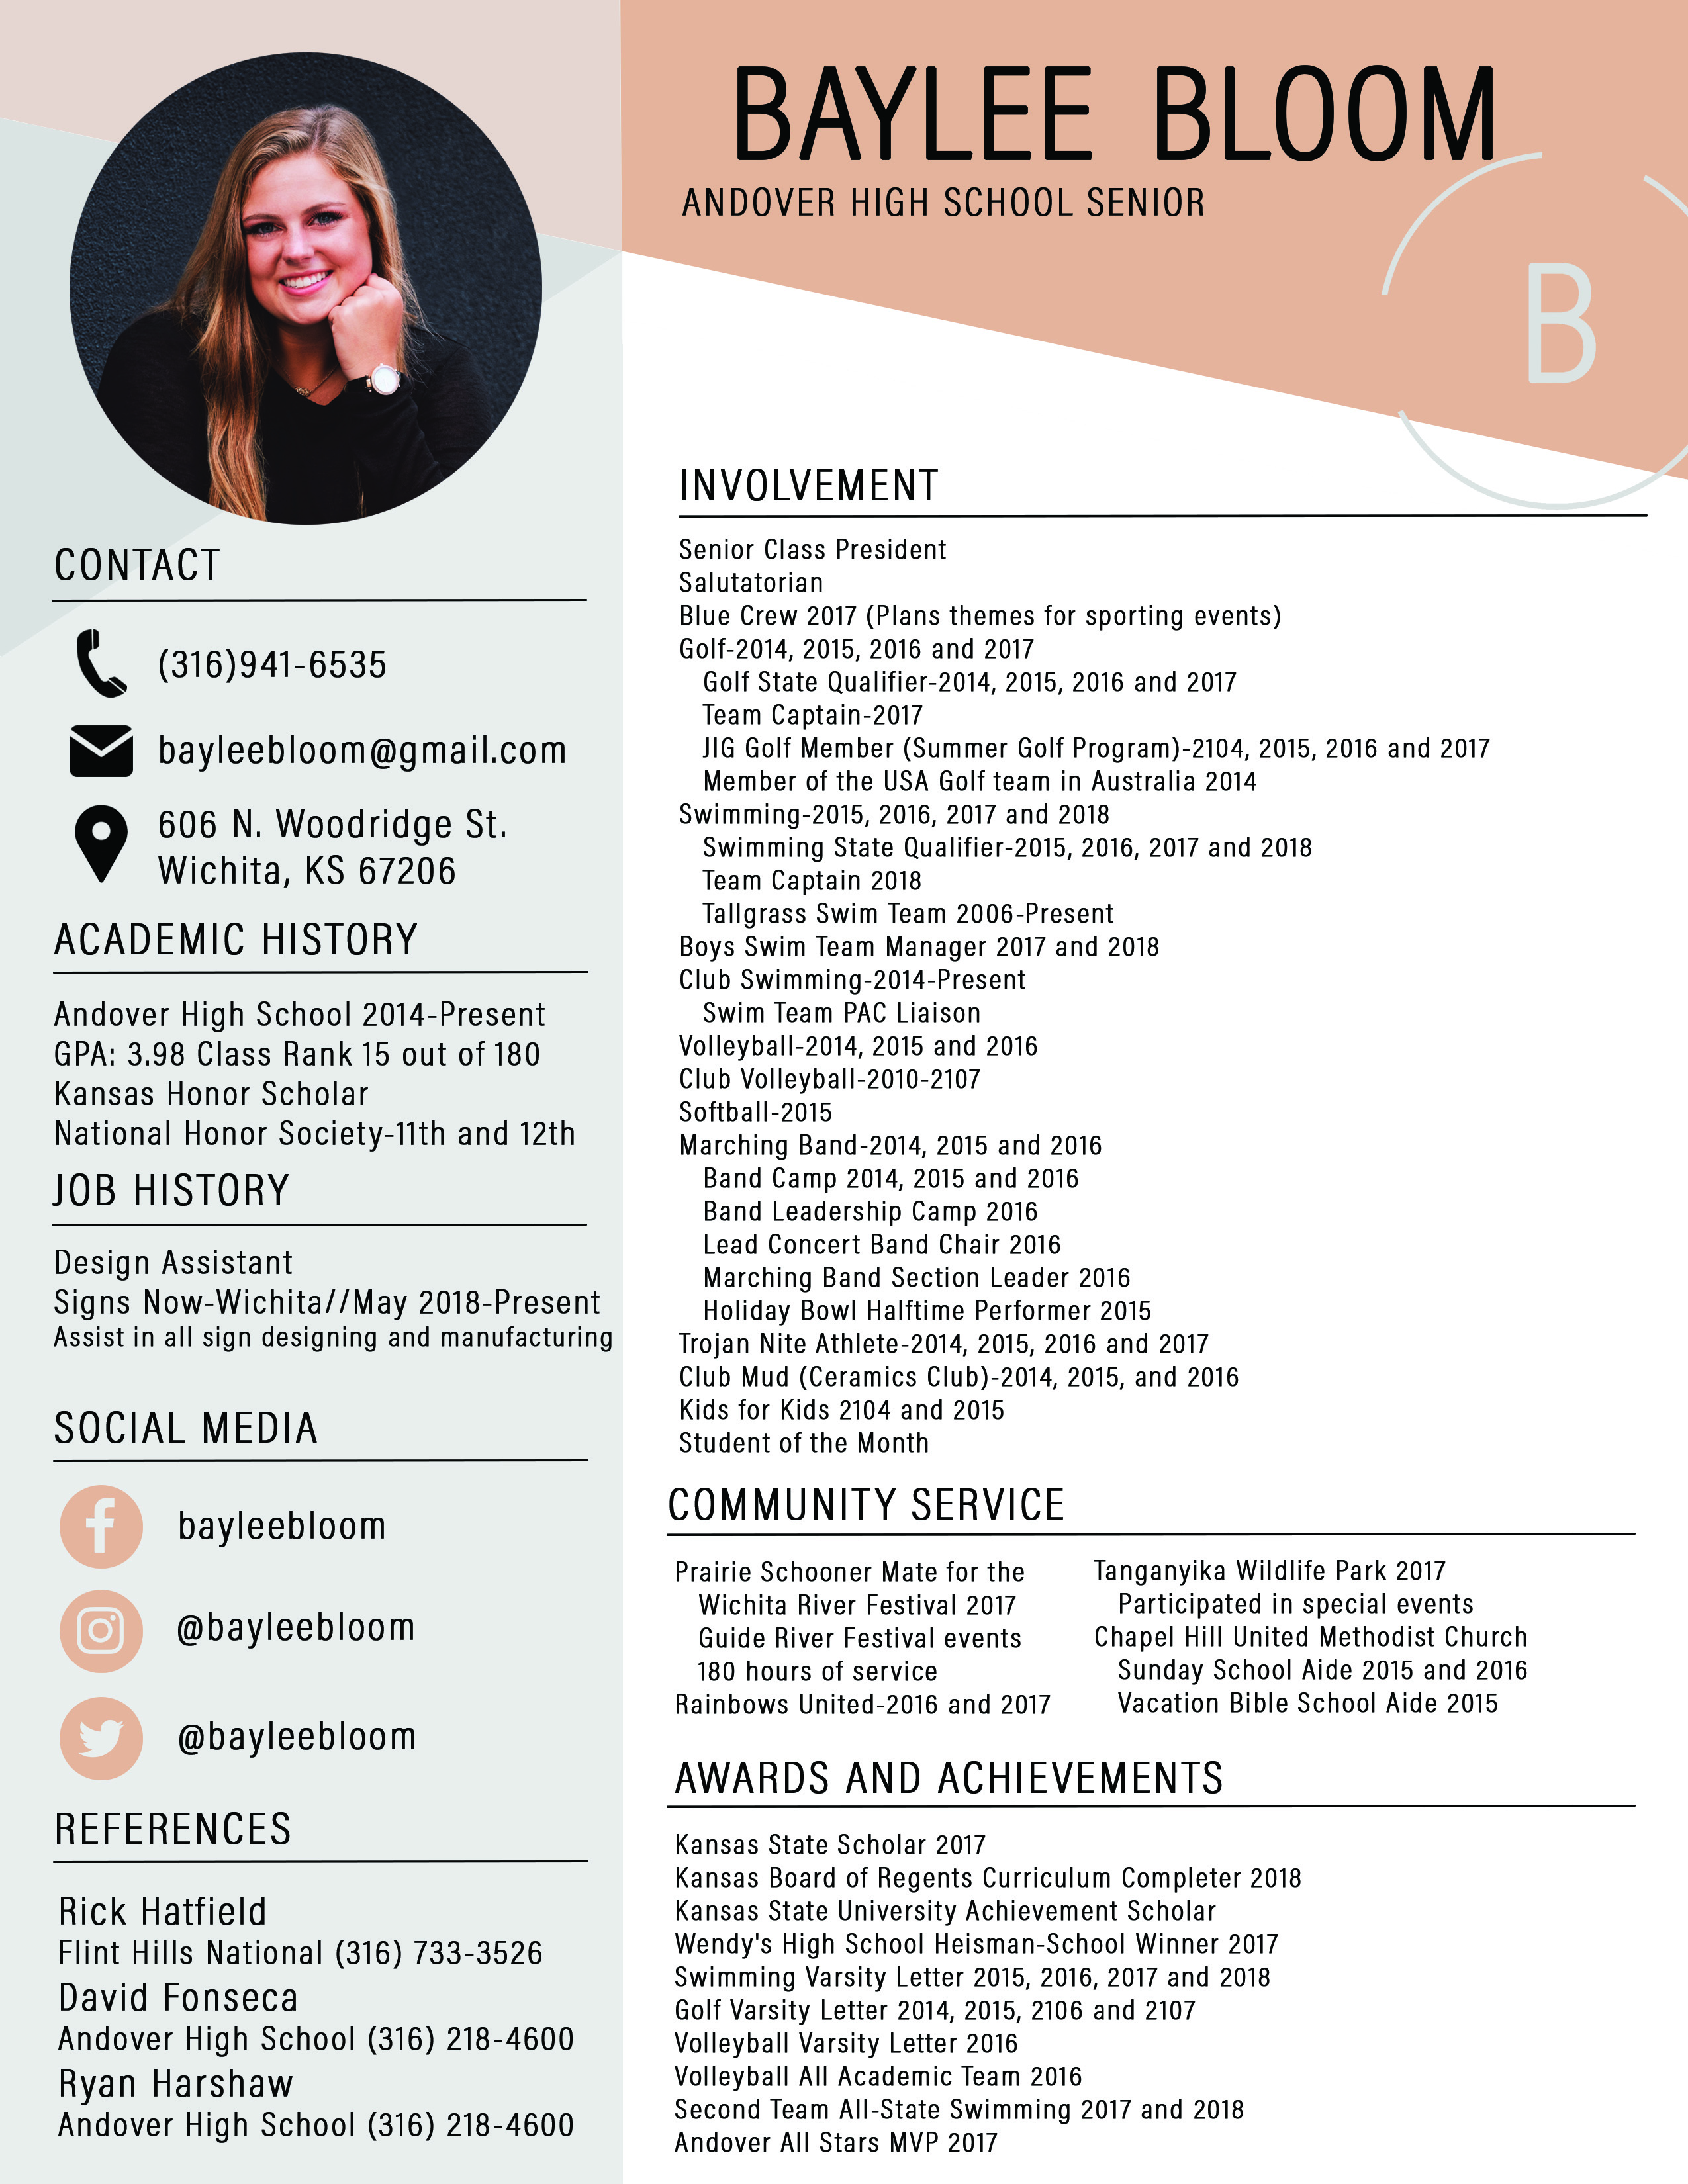 BAYLEE BLOOM
ANDOVER HIGH SCHOOL SENIOR
B
CONTACT
(316)941-6535
bayleebloom@gmail.com
606 N. Woodridge St.
Wichita, KS 67206
ACADEMIC HISTORY
Andover High School 2014-Present
GPA: 3.98 Class Rank 15 out of 180
Kansas Honor Scholar
National Honor Society-11th and 12th
JOB HISTORY
Design Assistant
Signs Now-Wichita//May 2018-Present
Assist in all sign designing and manufacturing
SOCIAL MEDIA
bayleebloom
@bayleebloom
@bayleebloom
REFERENCES
Rick Hatfield
Flint Hills National (316) 733-3526
David Fonseca
Andover High School (316) 218-4600
Ryan Harshaw
Andover High School (316) 218-4600
INVOLVEMENT
Senior Class President
Salutatorian
Blue Crew 2017 (Plans themes for sporting events)
Golf-2014, 2015, 2016 and 2017
Golf State Qualifier-2014, 2015, 2016 and 2017
Team Captain-2017
JIG Golf Member (Summer Golf Program)-2104, 2015, 2016 and 2017
Member of the USA Golf team in Australia 2014
Swimming-2015, 2016, 2017 and 2018
Swimming State Qualifier-2015, 2016, 2017 and 2018
Team Captain 2018
Tallgrass Swim Team 2006-Present
Boys Swim Team Manager 2017 and 2018
Club Swimming-2014-Present
Swim Team PAC Liaison
Volleyball-2014, 2015 and 2016
Club Volleyball-2010-2107
Softball-2015
Marching Band-2014, 2015 and 2016
Band Camp 2014, 2015 and 2016
Band Leadership Camp 2016
Lead Concert Band Chair 2016
Marching Band Section Leader 2016
Holiday Bowl Halftime Performer 2015
Trojan Nite Athlete-2014, 2015, 2016 and 2017
Club Mud (Ceramics Club)-2014, 2015, and 2016
Kids for Kids 2104 and 2015
Student of the Month
COMMUNITY SERVICE
Prairie Schooner Mate for the
Wichita River Festival 2017
Guide River Festival events
180 hours of service
Rainbows United-2016 and 2017
Tanganyika Wildlife Park 2017
Participated in special events
Chapel Hill United Methodist Church
Sunday School Aide 2015 and 2016
Vacation Bible School Aide 2015
AWARDS AND ACHIEVEMENTS
Kansas State Scholar 2017
Kansas Board of Regents Curriculum Completer 2018
Kansas State University Achievement Scholar
Wendy's High School Heisman-School Winner 2017
Swimming Varsity Letter 2015, 2016, 2017 and 2018
Golf Varsity Letter 2014, 2015, 2106 and 2107
Volleyball Varsity Letter 2016
Volleyball All Academic Team 2016
Second Team All-State Swimming 2017 and 2018
Andover All Stars MVP 2017